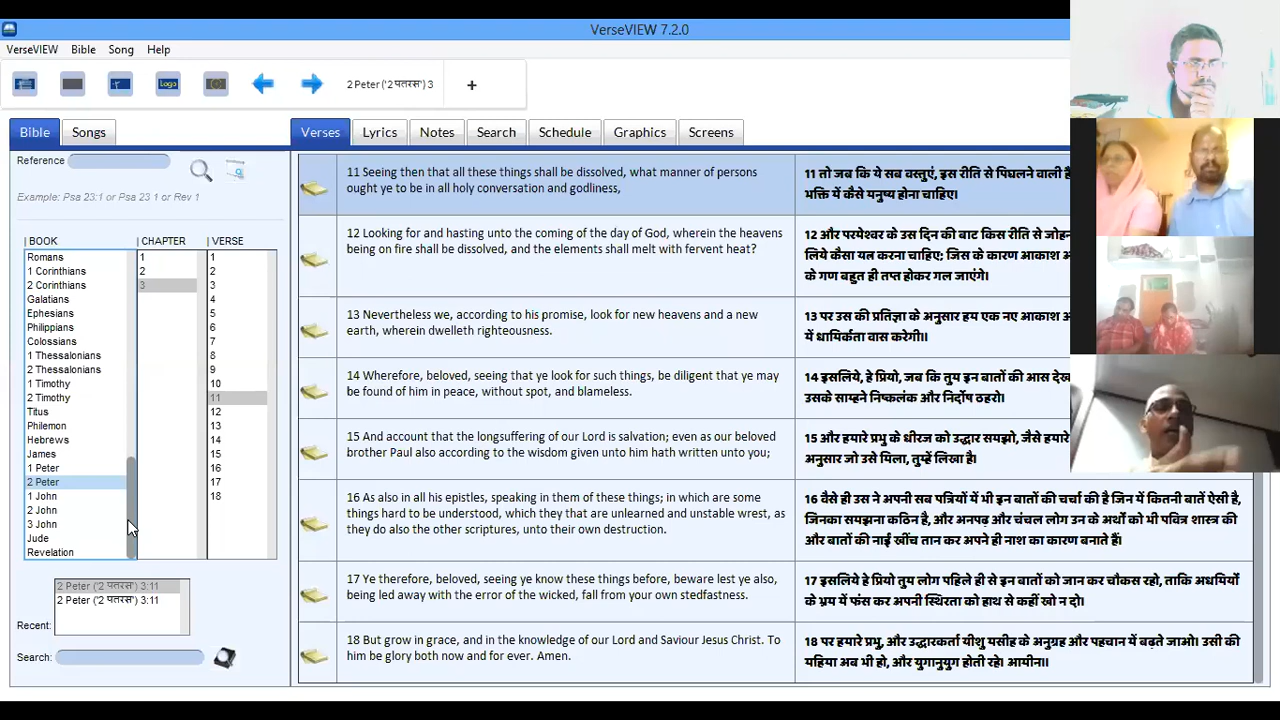 VerseVIEW 7.2.0
VerseVIEW Bible Song Help
Logo 2 Peter ('2 पतरस') 3 +
Bible Songs
Verses Lyrics Notes Search Schedule Graphics Screens
Reference
Example: Psa 23:1 or Psa 23 1 or Rev 1
| BOOK | CHAPTER | VERSE
Romans 1 1
1 Corinthians 2 2
2 Corinthians 3 3
Galatians 4
Ephesians 5
Philippians 6
Colossians 7
1 Thessalonians 8
2 Thessalonians 9
1 Timothy 10
2 Timothy 11
Titus 12
Philemon 13
Hebrews 14
James 15
1 Peter 16
2 Peter 17
1 John 18
2 John
3 John
Jude
Revelation
2 Peter ('2 पतरस') 3:11
2 Peter ('2 पतरस') 3:11
Recent:
Search:
11 Seeing then that all these things shall be dissolved, what manner of persons
ought ye to be in all holy conversation and godliness,
11 तो जब कि ये सब वस्तुएं, इस रीति से पिघलने वाली है
भक्ति में कैसे मनुष्य होना चाहिए।
12 Looking for and hasting unto the coming of the day of God, wherein the heavens
being on fire shall be dissolved, and the elements shall melt with fervent heat?
12 और परमेश्वर के उस दिन की बाट किस रीति से जोहन
लिये कैसा यत्न करना चाहिए; जिस के कारण आकाश
के गण बहुत ही तप्त होकर गल जाएंगे।
13 Nevertheless we, according to his promise, look for new heavens and a new
earth, wherein dwelleth righteousness.
13 पर उस की प्रतिज्ञा के अनुसार हम एक नए आकाश
में धामिर्कता वास करेगी॥
14 Wherefore, beloved, seeing that ye look for such things, be diligent that ye may
be found of him in peace, without spot, and blameless.
14 इसलिये, हे प्रियो, जब कि तुम इन बातों की आस देख
उसके साम्हने निष्कलंक और निर्दोष ठहरो।
15 And account that the longsuffering of our Lord is salvation; even as our beloved
brother Paul also according to the wisdom given unto him hath written unto you;
15 और हमारे प्रभु के धीरज को उद्धार समझो, जैसे हमारे
अनुसार जो उसे मिला, तुम्हें लिखा है।
16 As also in all his epistles, speaking in them of these things; in which are some
things hard to be understood, which they that are unlearned and unstable wrest, as
they do also the other scriptures, unto their own destruction.
16 वैसे ही उस ने अपनी सब पत्रियों में भी इन बातों की चर्चा की है जिन में कितनी बातें ऐसी है,
जिनका समझना कठिन है, और अनपढ़ और चंचल लोग उन के अर्थों को भी पवित्र शास्त्र की
और बातों की नाईं खींच तान कर अपने ही नाश का कारण बनाते हैं।
17 Ye therefore, beloved, seeing ye know these things before, beware lest ye also,
being led away with the error of the wicked, fall from your own stedfastness.
17 इसलिये हे प्रियो तुम लोग पहिले ही से इन बातों को जान कर चौकस रहो, ताकि अधमिर्यों
के भ्रम में फंस कर अपनी स्थिरता को हाथ से कहीं खो न दो।
18 But grow in grace, and in the knowledge of our Lord and Saviour Jesus Christ. To
him be glory both now and for ever. Amen.
18 पर हमारे प्रभु, और उद्धारकर्ता यीशु मसीह के अनुग्रह और पहचान में बढ़ते जाओ। उसी की
महिमा अब भी हो, और युगानुयुग होती रहे। आमीन॥